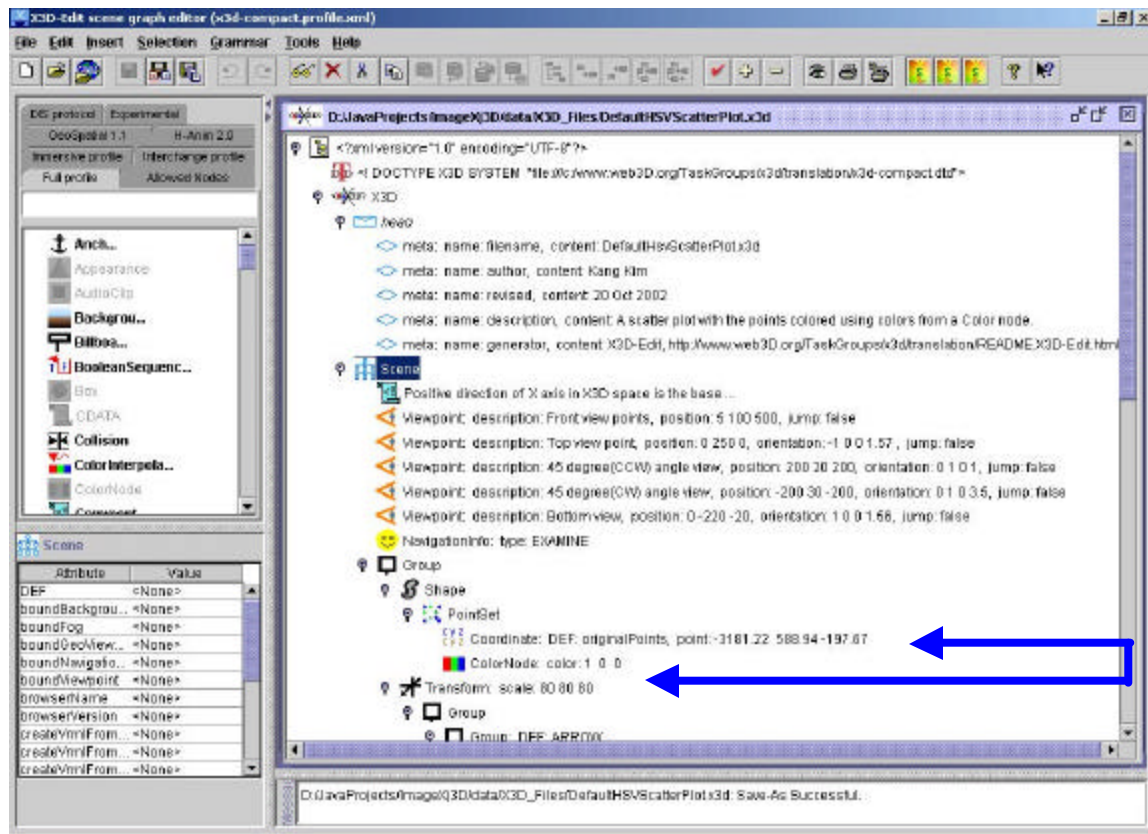 X3D-Edit scene graph editor (x3d-compact.profile.xml)
File Edit Insert Selection Grammar Tools Help
DIS protocol Experimental
GeoSpatial 1.1 H-Anim 2.0
Immersive profile Interchange profile
Full profile Allowed Nodes
Anch...
Appearance
AudioClip
Backgrou...
Billboa...
BooleanSequenc...
Box
CDATA
Collision
ColorInterpola...
ColorNode
Comment
Scene
Attribute Value
DEF <None>
boundBackgrou... <None>
boundFog <None>
boundGeoView... <None>
boundNavigatio... <None>
boundViewpoint <None>
browserName <None>
browserVersion <None>
createVrmlFrom... <None>
createVrmlFrom... <None>
createVrmlFrom... <None>
D:\JavaProjects\ImageXj3D\data\X3D_Files\DefaultHSVScatterPlot.x3d
<?xml version="1.0" encoding="UTF-8"?>
<! DOCTYPE X3D SYSTEM "file:///c:/www.web3D.org/TaskGroups/x3d/translation/x3d-compact.dtd">
X3D
head
meta: name: filename, content: DefaultHsvScatterPlot.x3d
meta: name: author, content: Kang Kim
meta: name: revised, content: 20 Oct 2002
meta: name: description, content: A scatter plot with the points colored using colors from a Color node.
meta: name: generator, content: X3D-Edit, http://www.web3D.org/TaskGroups/x3d/translation/README.X3D-Edit.html
Scene
Positive direction of X axis in X3D space is the base...
Viewpoint: description: Front view points, position: 5 100 500, jump: false
Viewpoint: description: Top view point, position: 0 250 0, orientation: -1 0 0 1.57 , jump: false
Viewpoint: description: 45 degree(CCW) angle view, position: 200 30 200, orientation: 0 1 0 1, jump: false
Viewpoint: description: 45 degree(CW) angle view, position: -200 30 -200, orientation: 0 1 0 3.5, jump: false
Viewpoint: description: Bottom view, position: 0 -220 -20, orientation: 1 0 0 1.66, jump: false
NavigationInfo: type: EXAMINE
Group
Shape
PointSet
Coordinate: DEF: originalPoints, point: -3181.22 588.94 -197.67
ColorNode: color: 1 0 0
Transform: scale: 80 80 80
Group
Group: DEF: ARROW
D:\JavaProjects\ImageXj3D\data\X3D_Files\DefaultHSVScatterPlot.x3d: Save-As Successful.